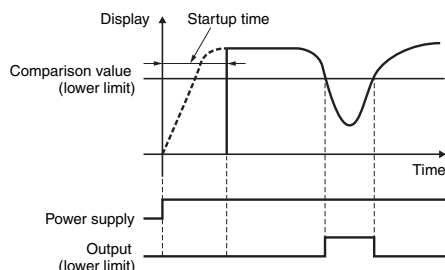 Display
Startup time
Comparison value
(lower limit)
Time
Power supply
Output
(lower limit)